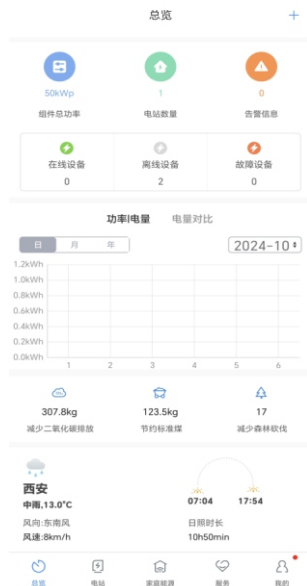 总览 +
50kWp 1 0
组件总功率 电站数量 告警信息
在线设备 离线设备 故障设备
0 2 0
功率|电量 电量对比
日 月 年 2024-10
1.2kWh
1.0kWh
0.8kWh
0.6kWh
0.4kWh
0.2kWh
0.0kWh
1 2 3 4 5 6
307.8kg 123.5kg 17
减少二氧化碳排放 节约标准煤 减少森林砍伐
西安
中雨,13.0°C
07:04 17:54
风向:东南风 日照时长
风速:8km/h 10h50min
总览 电站 家庭能源 服务 我的